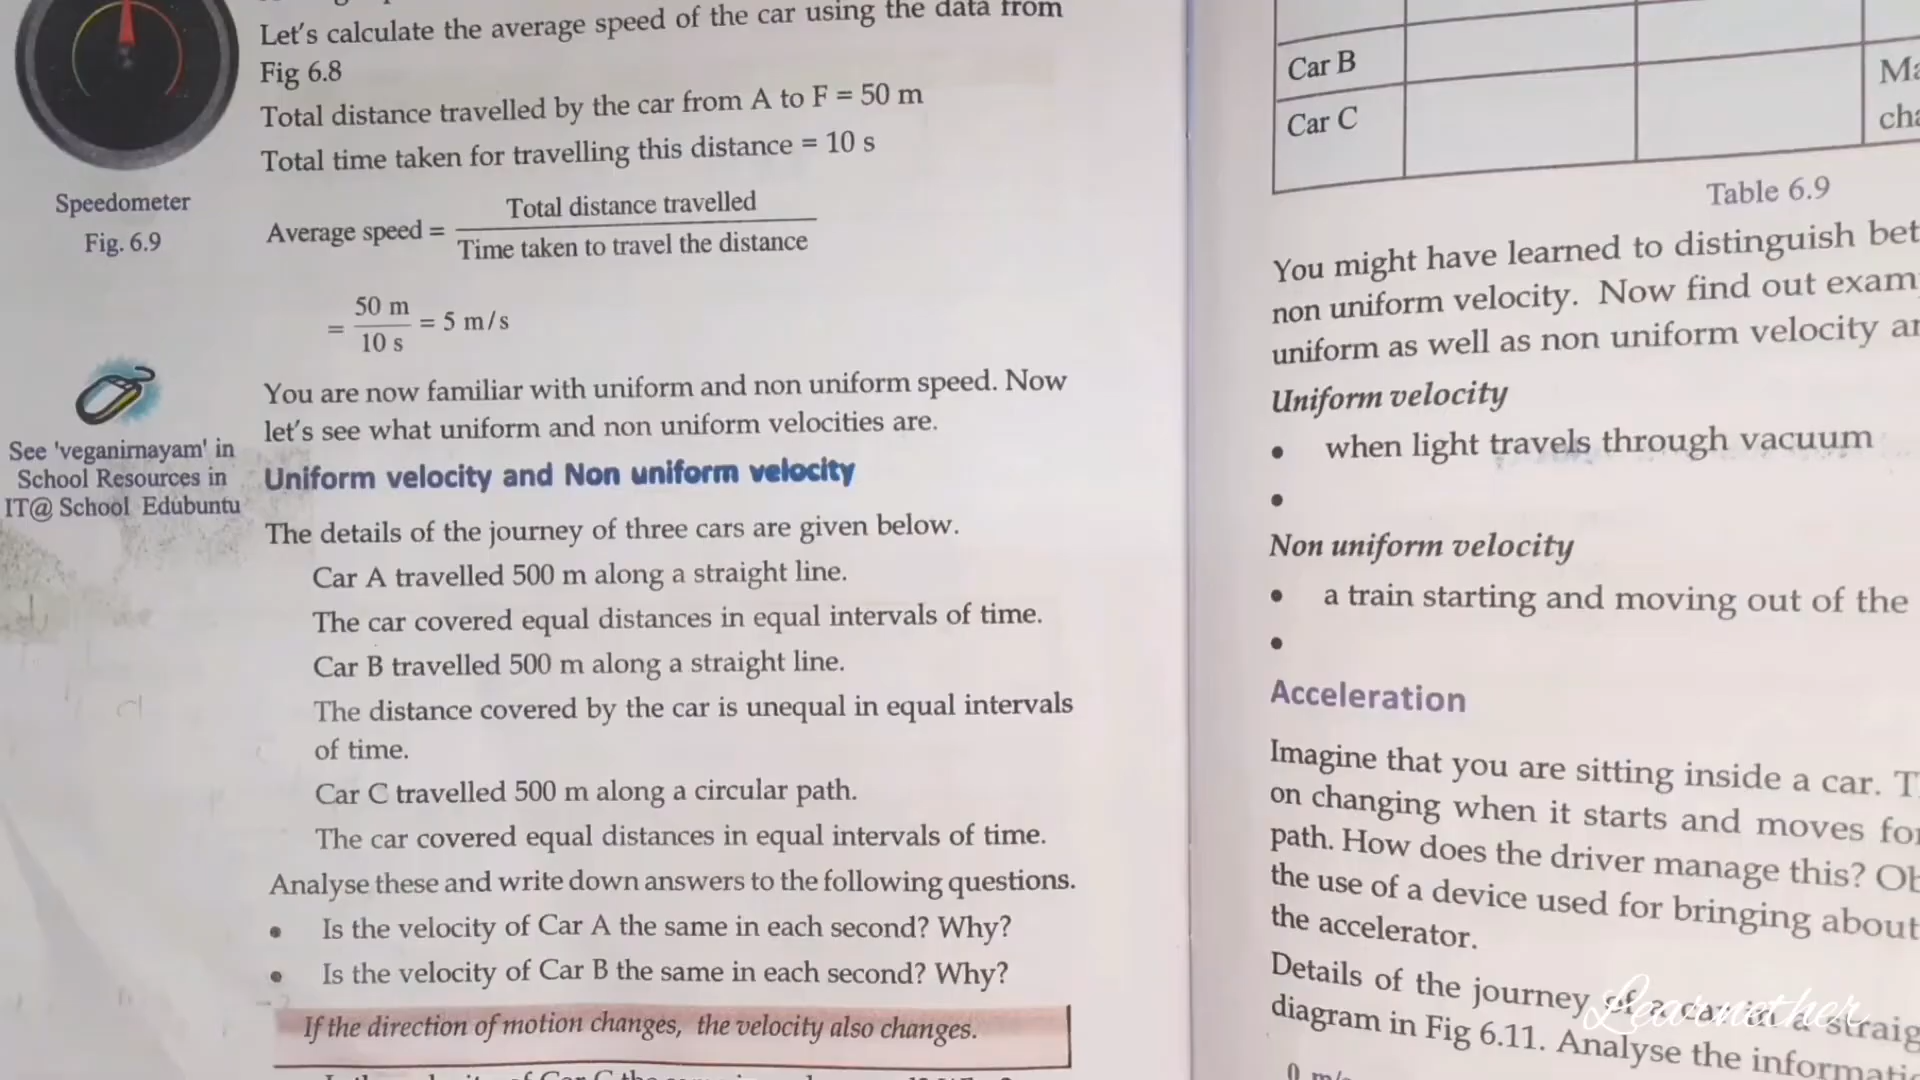 Let's calculate the average speed of the car using the data from
Fig 6.8
Total distance travelled by the car from A to F = 50 m
Total time taken for travelling this distance = 10 s
Average speed = Total distance travelled
Time taken to travel the distance
= 50 m
10 s
= 5 m/s
Speedometer
Fig. 6.9
You are now familiar with uniform and non uniform speed. Now
let's see what uniform and non uniform velocities are.
See 'veganirnayam' in
School Resources in
IT@ School Edubuntu
Uniform velocity and Non uniform velocity
The details of the journey of three cars are given below.
Car A travelled 500 m along a straight line.
The car covered equal distances in equal intervals of time.
Car B travelled 500 m along a straight line.
The distance covered by the car is unequal in equal intervals
of time.
Car C travelled 500 m along a circular path.
The car covered equal distances in equal intervals of time.
Analyse these and write down answers to the following questions.
• Is the velocity of Car A the same in each second? Why?
• Is the velocity of Car B the same in each second? Why?
If the direction of motion changes, the velocity also changes.
Car B
Car C
Table 6.9
You might have learned to distinguish
non uniform velocity. Now find out
uniform as well as non uniform velocity
Uniform velocity
• when light travels through vacuum
•
Non uniform velocity
• a train starting and moving out of the
•
Acceleration
Imagine that you are sitting inside a car.
on changing when it starts and moves
path. How does the driver manage this?
the use of a device used for bringing about
the accelerator.
Details of the journey
diagram in Fig 6.11. Analyse the
Learnether